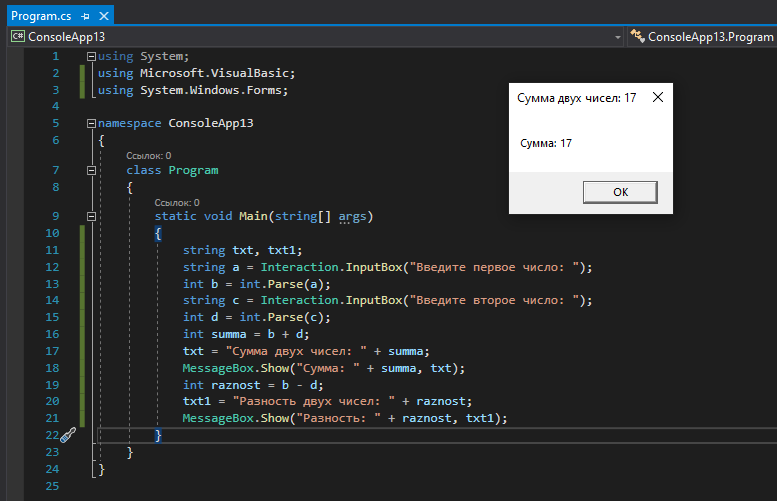 Program.cs
C# ConsoleApp13 ConsoleApp13.Program
1 using System;
2 using Microsoft.VisualBasic;
3 using System.Windows.Forms;
4
5 namespace ConsoleApp13
6 {
Ссылок: 0
7 class Program
8 {
Ссылок: 0
9 static void Main(string[] args)
10 {
11 string txt, txt1;
12 string a = Interaction.InputBox("Введите первое число: ");
13 int b = int.Parse(a);
14 string c = Interaction.InputBox("Введите второе число: ");
15 int d = int.Parse(c);
16 int summa = b + d;
17 txt = "Сумма двух чисел: " + summa;
18 MessageBox.Show("Сумма: " + summa, txt);
19 int raznost = b - d;
20 txt1 = "Разность двух чисел: " + raznost;
21 MessageBox.Show("Разность: " + raznost, txt1);
22 }
23 }
24 }
25
Сумма двух чисел: 17
Сумма: 17
OK